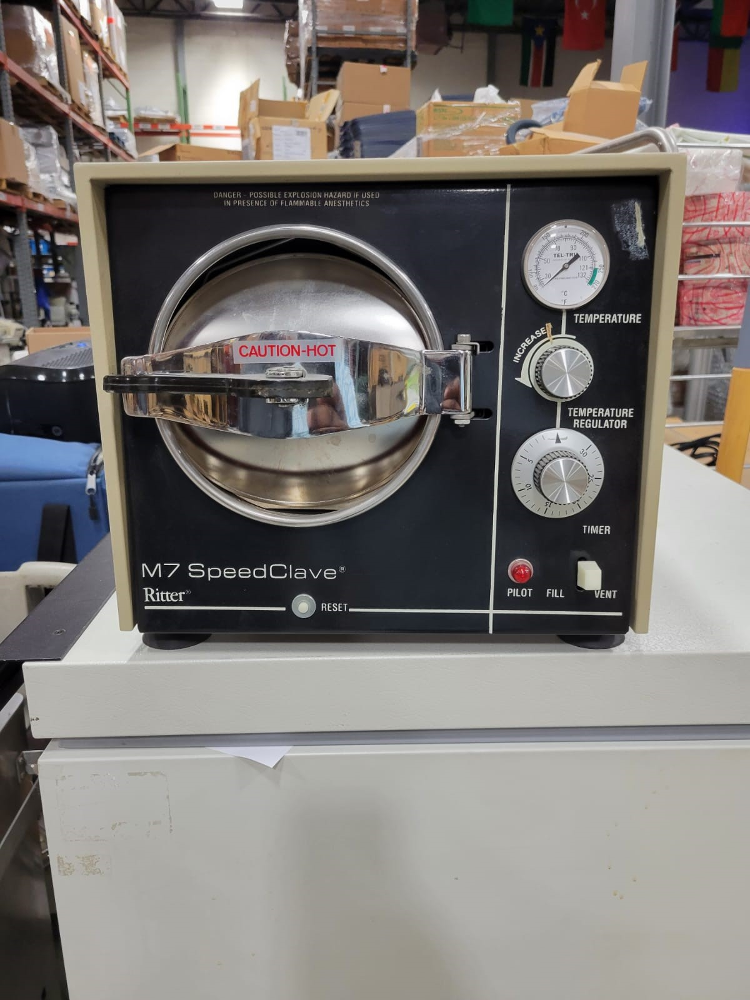 DANGER - POSSIBLE EXPLOSION HAZARD IF USED
IN PRESENCE OF FLAMMABLE ANESTHETICS
CAUTION-HOT
150
200
70 90
TEL-TRU
50
110
121
250
100
30
132
270
°C
°F
TEMPERATURE
INCREASE
TEMPERATURE
REGULATOR
30
5
25
10
15
TIMER
M7 SpeedClave®
Ritter®
RESET
PILOT FILL VENT